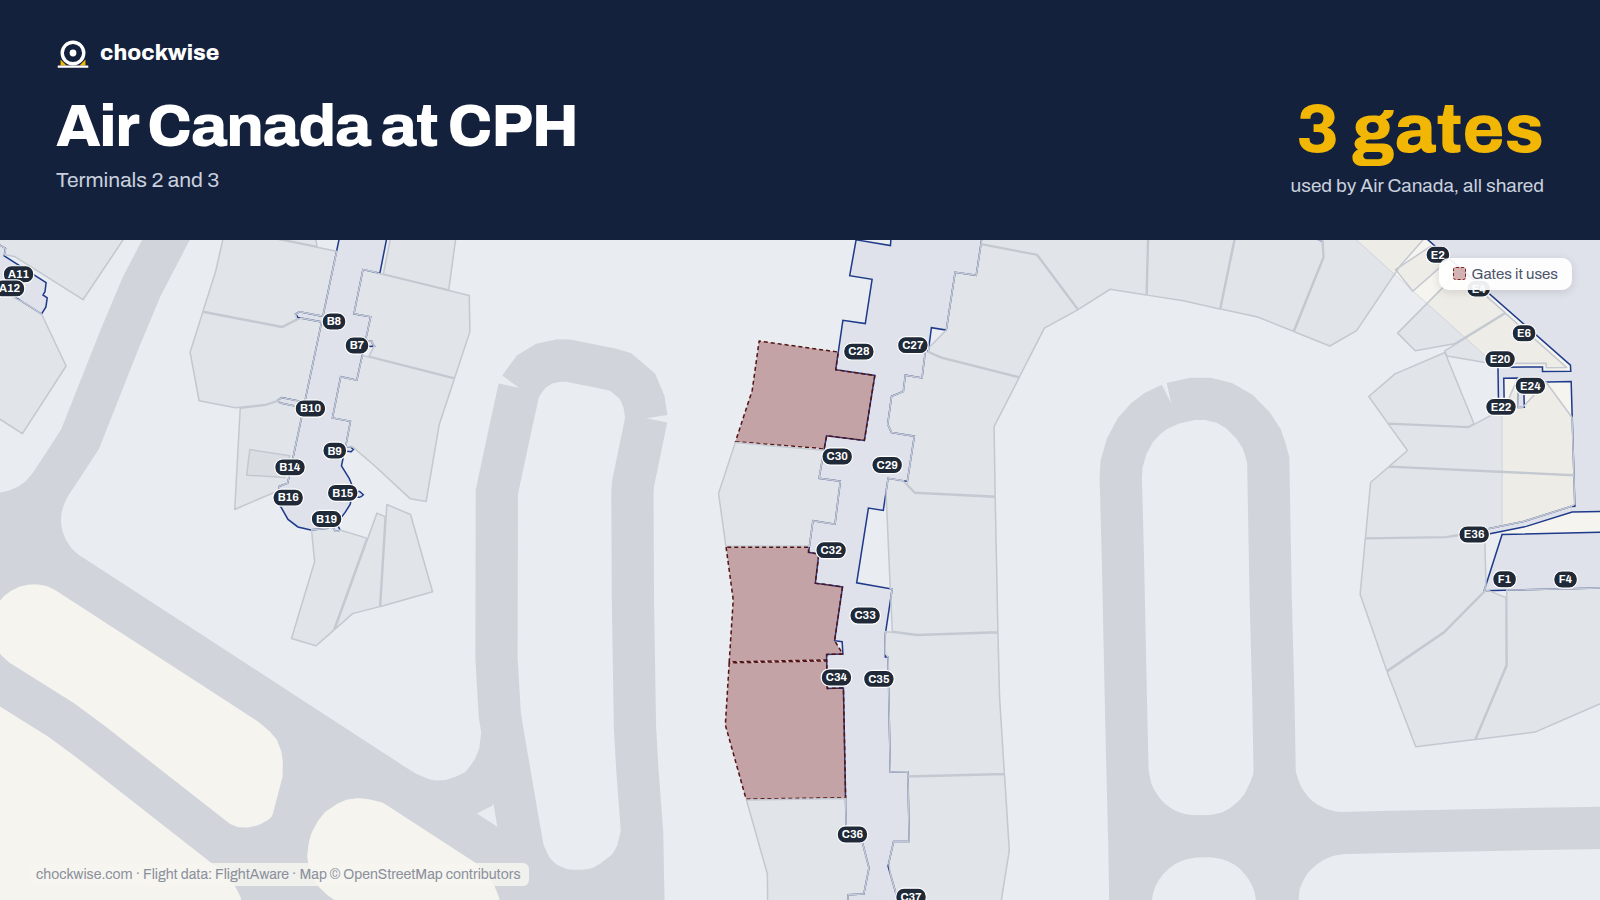 chockwise
Air Canada at CPH
Terminals 2 and 3
3 gates
used by Air Canada, all shared
Gates it uses
A11
A12
B8
B7
B10
B9
B14
B15
B16
B19
C28
C27
C30
C29
C32
C33
C34
C35
C36
C37
E2
E4
E6
E20
E24
E22
E36
F1
F4
chockwise.com · Flight data: FlightAware · Map © OpenStreetMap contributors